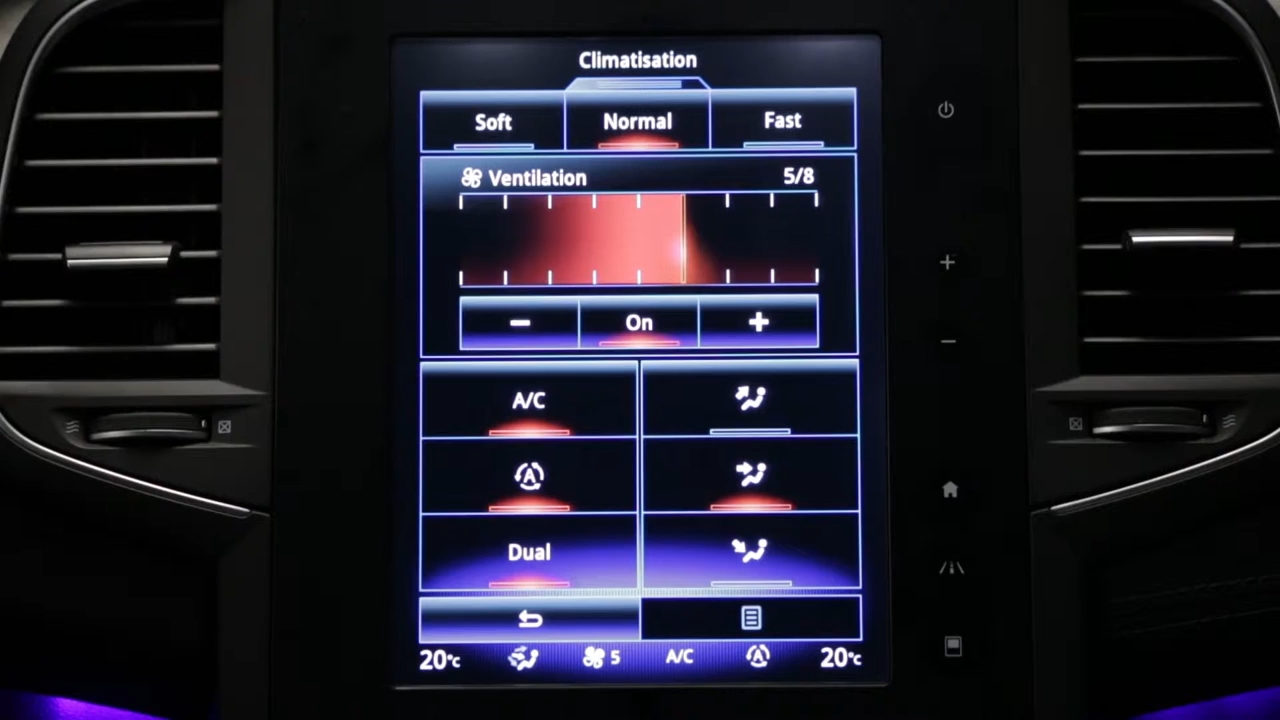 Climatisation
Soft Normal Fast
Ventilation 5/8
− On +
A/C
A
Dual
20°C 5 A/C A 20°C
+
−